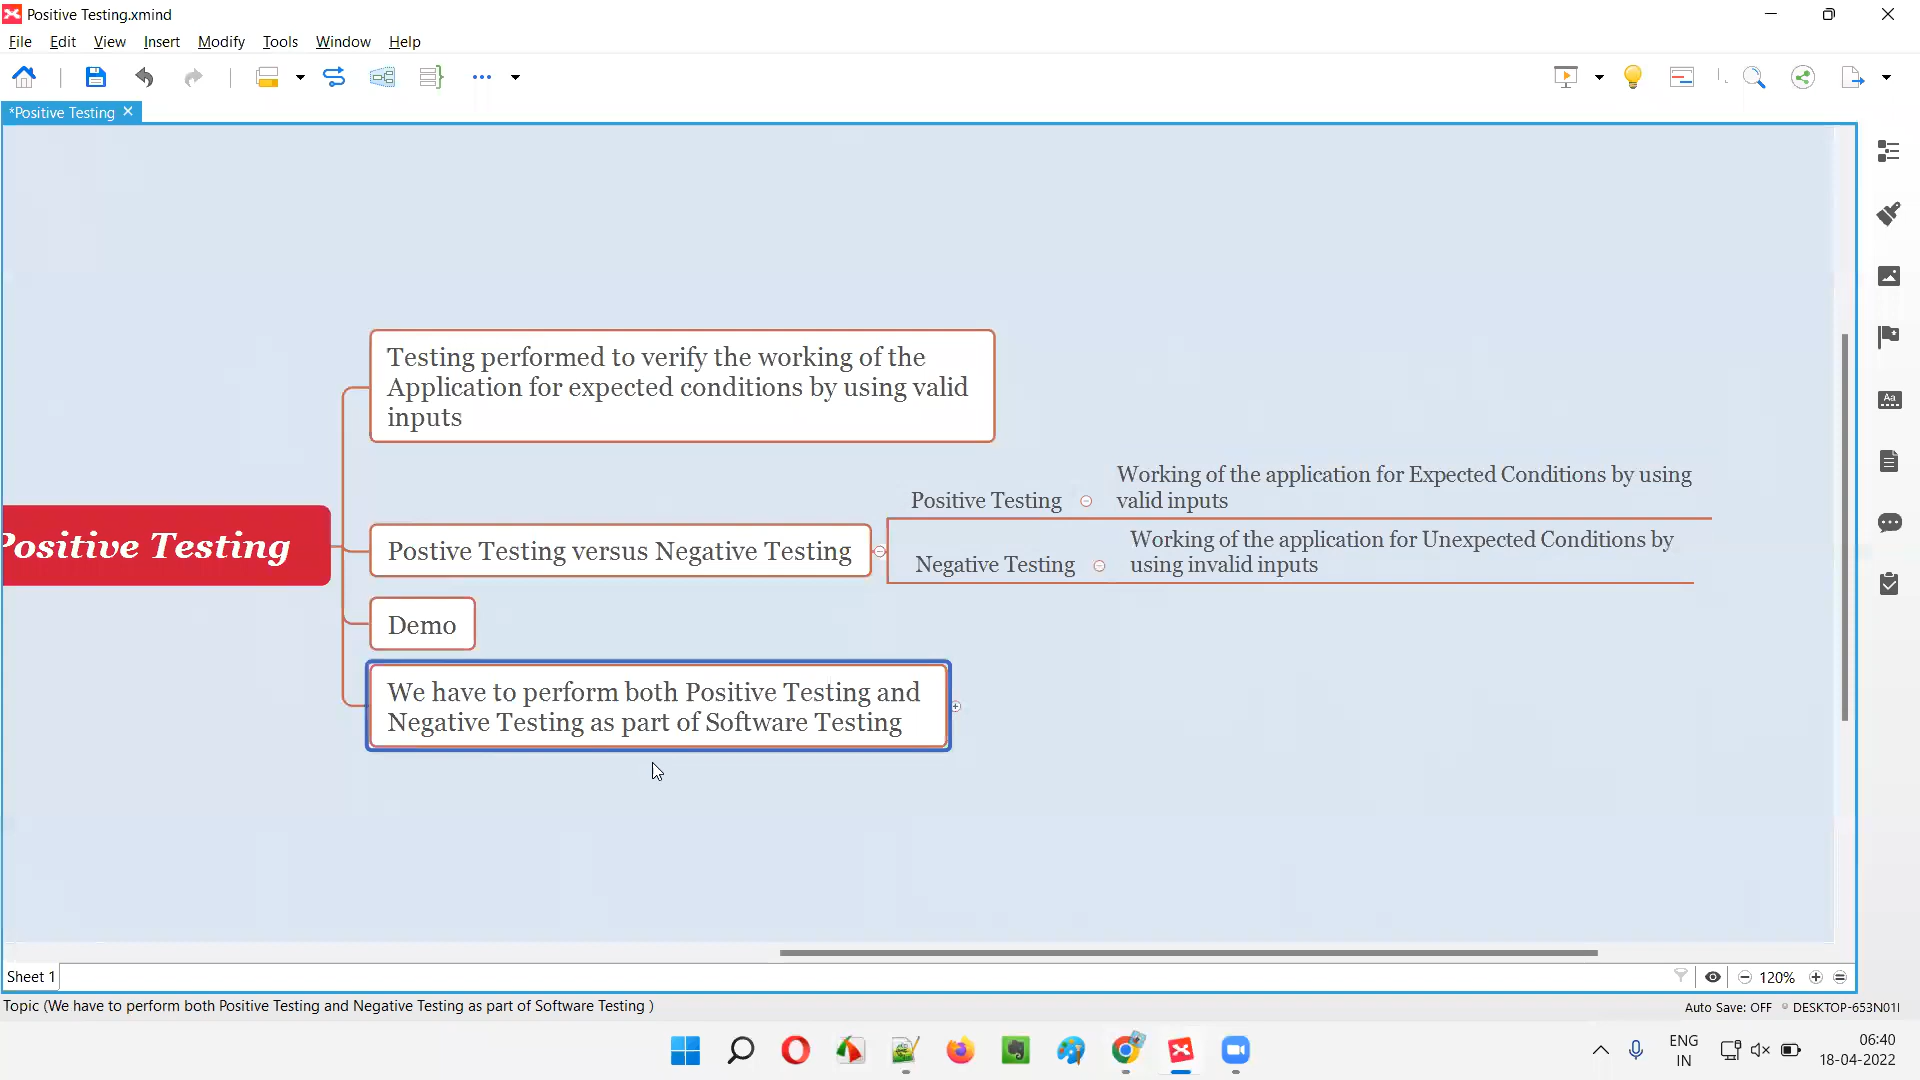 Positive Testing.xmind
File Edit View Insert Modify Tools Window Help
*Positive Testing
Testing performed to verify the working of the
Application for expected conditions by using valid
inputs
Working of the application for Expected Conditions by using
valid inputs
Positive Testing
Positive Testing
Postive Testing versus Negative Testing
Working of the application for Unexpected Conditions by
using invalid inputs
Negative Testing
Demo
We have to perform both Positive Testing and
Negative Testing as part of Software Testing
Aa
Sheet 1
120%
Topic (We have to perform both Positive Testing and Negative Testing as part of Software Testing )
Auto Save: OFF
DESKTOP-653N01I
ENG
IN
06:40
18-04-2022